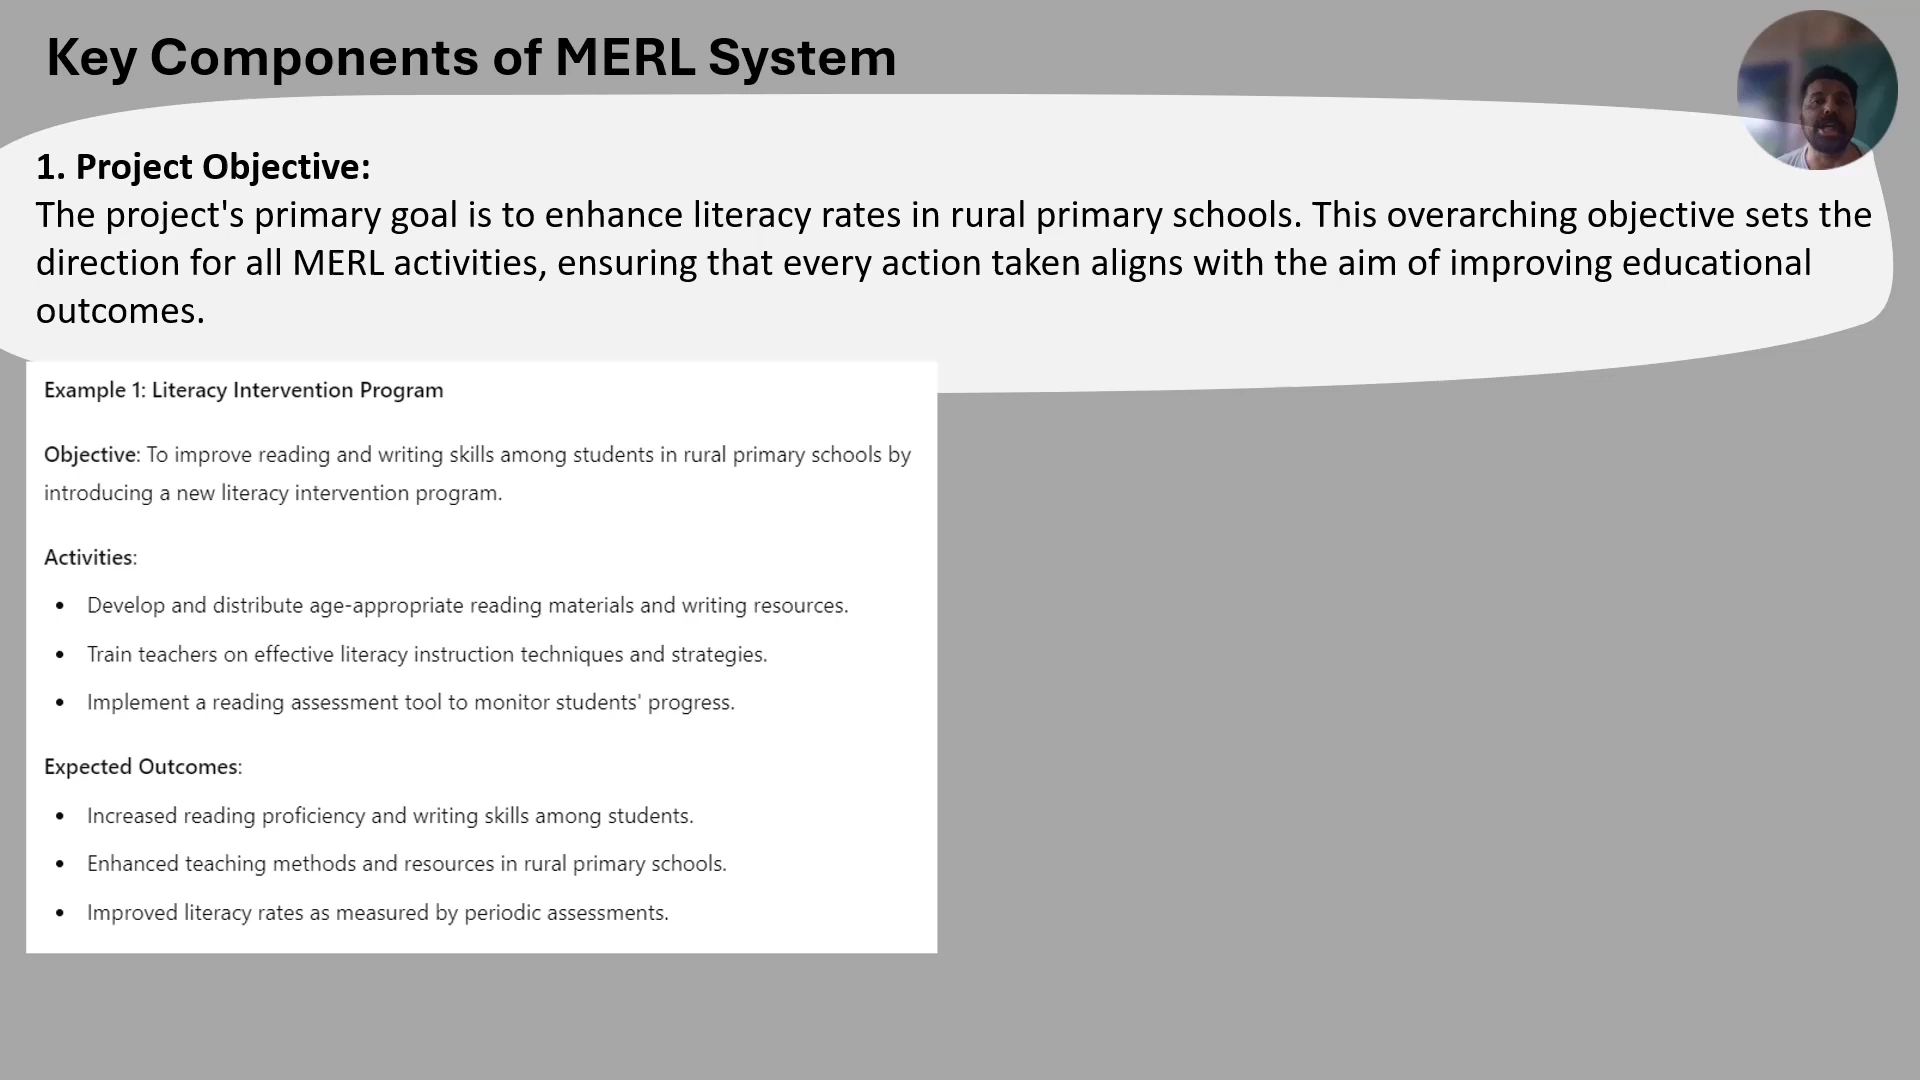 Key Components of MERL System
1. Project Objective:
The project's primary goal is to enhance literacy rates in rural primary schools. This overarching objective sets the
direction for all MERL activities, ensuring that every action taken aligns with the aim of improving educational
outcomes.
Example 1: Literacy Intervention Program
Objective: To improve reading and writing skills among students in rural primary schools by
introducing a new literacy intervention program.
Activities:
• Develop and distribute age-appropriate reading materials and writing resources.
• Train teachers on effective literacy instruction techniques and strategies.
• Implement a reading assessment tool to monitor students' progress.
Expected Outcomes:
• Increased reading proficiency and writing skills among students.
• Enhanced teaching methods and resources in rural primary schools.
• Improved literacy rates as measured by periodic assessments.